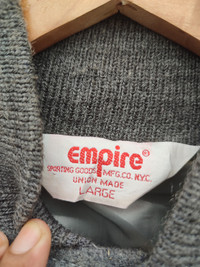 empire®
SPORTING GOODS MFG.CO. N.Y.C.
UNION MADE
LARGE